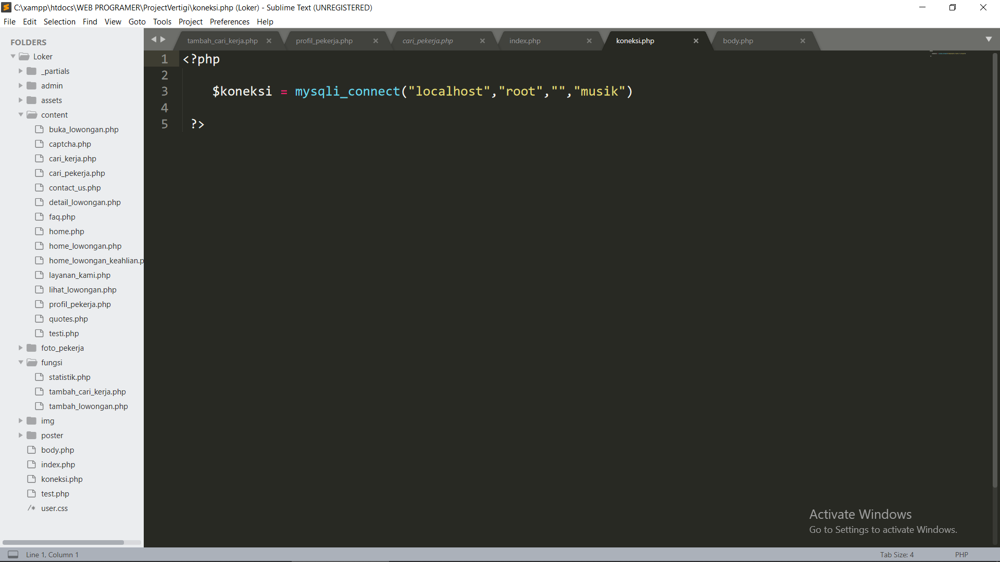 C:\xampp\htdocs\WEB PROGRAMER\ProjectVertigi\koneksi.php (Loker) - Sublime Text (UNREGISTERED)
File Edit Selection Find View Goto Tools Project Preferences Help
FOLDERS
Loker
_partials
admin
assets
content
buka_lowongan.php
captcha.php
cari_kerja.php
cari_pekerja.php
contact_us.php
detail_lowongan.php
faq.php
home.php
home_lowongan.php
home_lowongan_keahlian.p
layanan_kami.php
lihat_lowongan.php
profil_pekerja.php
quotes.php
testi.php
foto_pekerja
fungsi
statistik.php
tambah_cari_kerja.php
tambah_lowongan.php
img
poster
body.php
index.php
koneksi.php
test.php
/* user.css
tambah_cari_kerja.php profil_pekerja.php cari_pekerja.php index.php koneksi.php body.php
1 <?php
2
3 $koneksi = mysqli_connect("localhost","root","","musik")
4
5 ?>
Activate Windows
Go to Settings to activate Windows.
Line 1, Column 1 Tab Size: 4 PHP